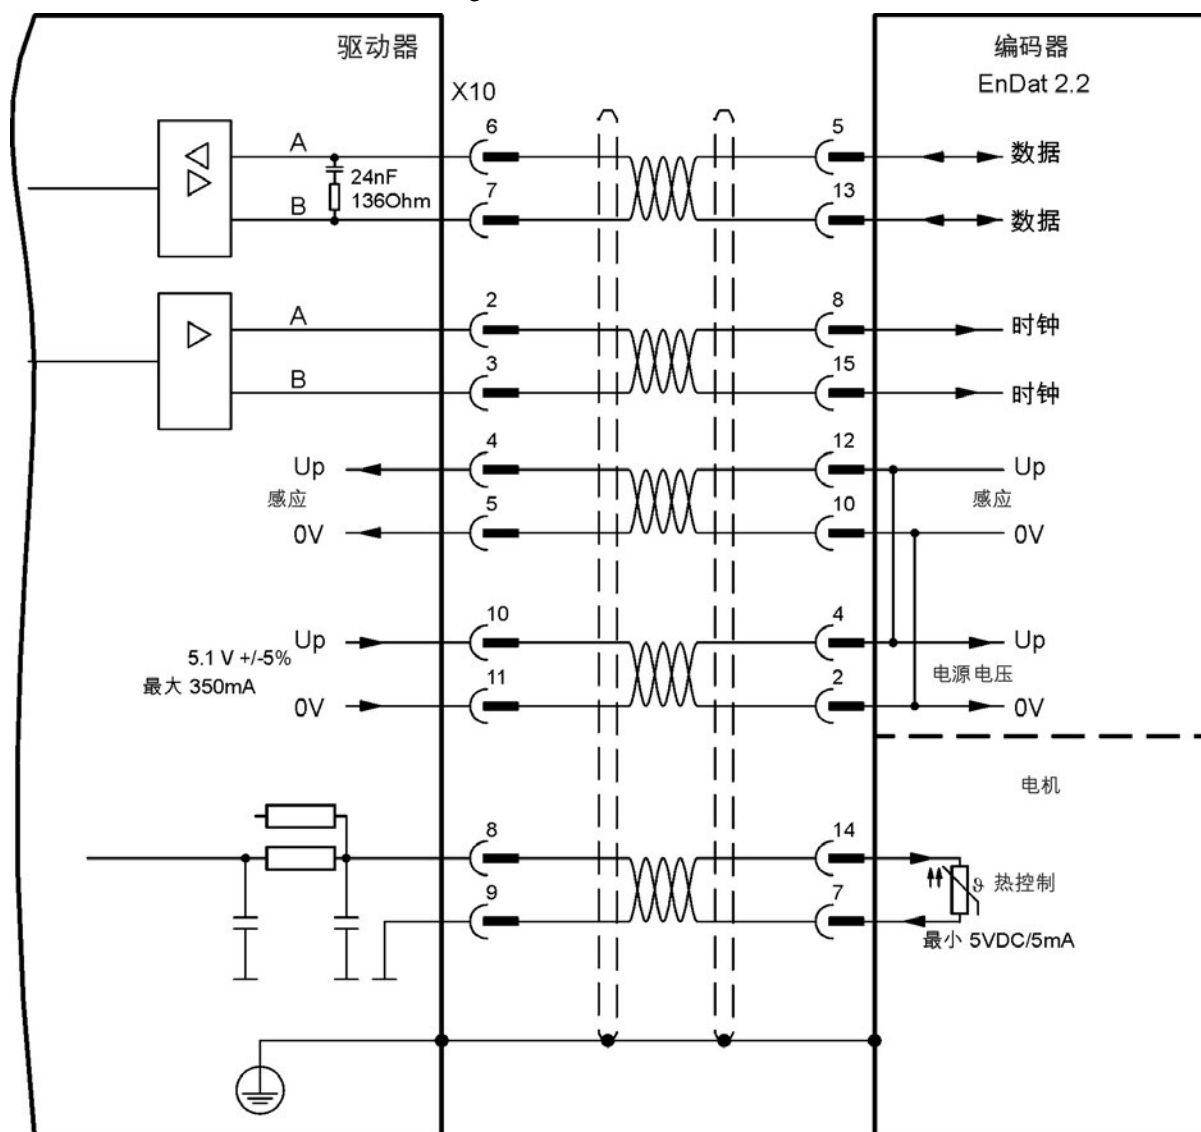 驱动器
编码器
EnDat 2.2
X10
A
6
5
数据
24nF
136Ohm
B
7
13
数据
A
2
8
时钟
B
3
15
时钟
Up
4
12
Up
感应
感应
0V
5
10
0V
Up
10
4
Up
5.1 V +/-5%
最大 350mA
电源电压
0V
11
2
0V
电机
8
14
ϑ 热控制
9
7
最小 5VDC/5mA